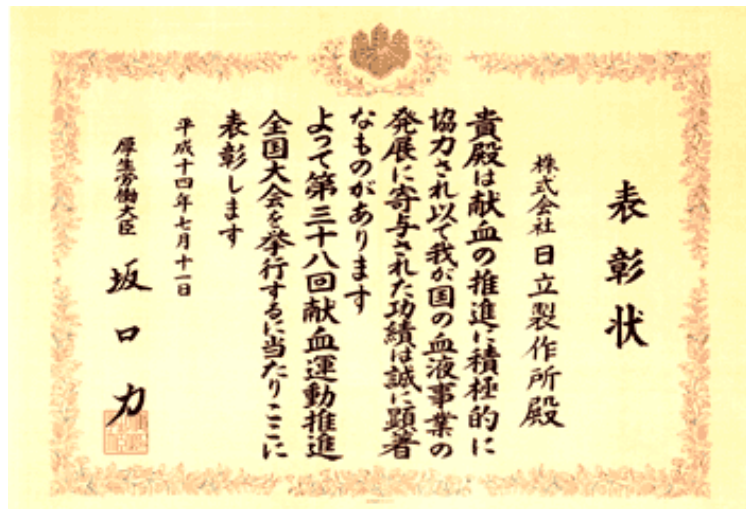 表彰状
株式会社 日立製作所殿
貴殿は献血の推進に積極的に
協力され以て我が国の血液事業の
発展に寄与された功績は誠に顕著
なものがあります
よって第三十八回献血運動推進
全国大会を挙行するに当たりここに
表彰します
平成十四年七月十一日
厚生労働大臣 坂口力